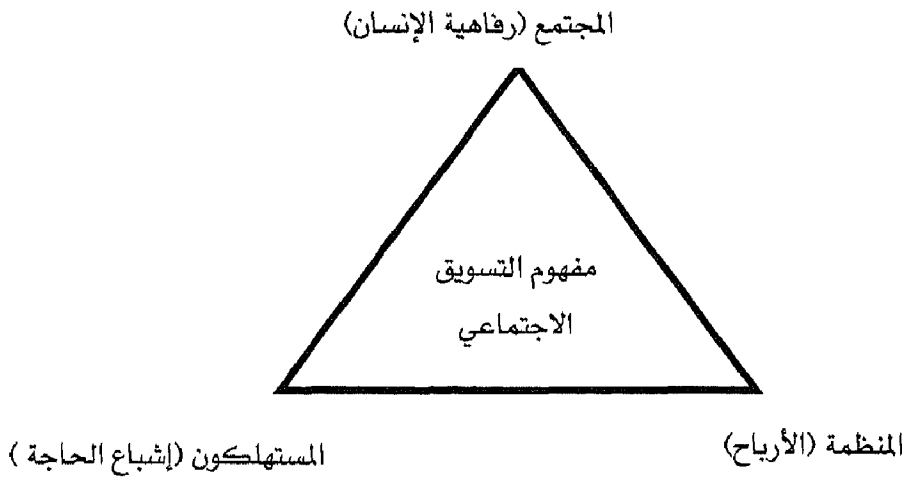 المجتمع (رفاهية الإنسان)
مفهوم التسويق
الاجتماعي
المنظمة (الأرباح)
المستهلكون (إشباع الحاجة )